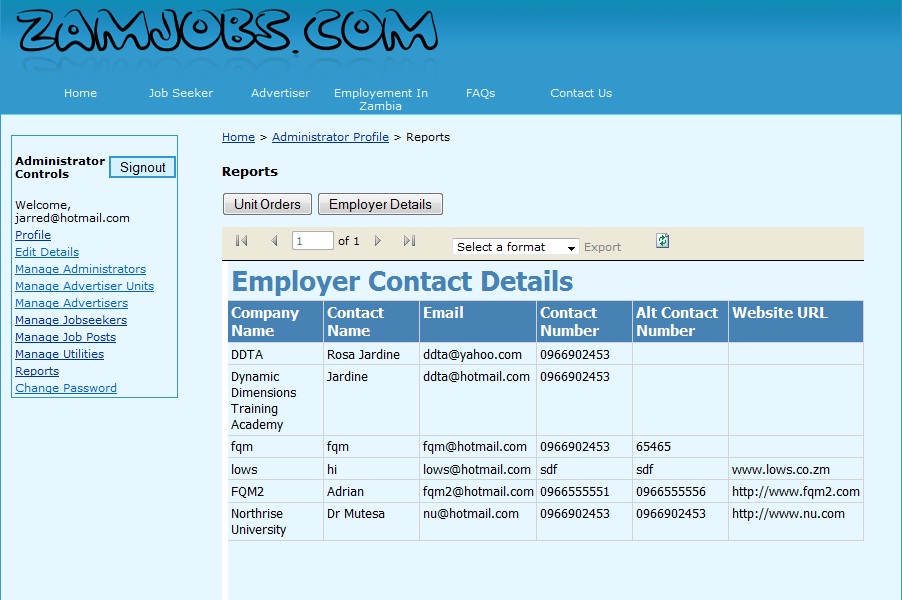 ZAMJOBS.COM
Home Job Seeker Advertiser Employement In Zambia FAQs Contact Us
Home > Administrator Profile > Reports
Administrator Controls
Signout
Welcome,
jarred@hotmail.com
Profile
Edit Details
Manage Administrators
Manage Advertiser Units
Manage Advertisers
Manage Jobseekers
Manage Job Posts
Manage Utilities
Reports
Change Password
Reports
Unit Orders Employer Details
1 of 1 Select a format Export
Employer Contact Details
Company Name Contact Name Email Contact Number Alt Contact Number Website URL
DDTA Rosa Jardine ddta@yahoo.com 0966902453
Dynamic Dimensions Training Academy Jardine ddta@hotmail.com 0966902453
fqm fqm fqm@hotmail.com 0966902453 65465
lows hi lows@hotmail.com sdf sdf www.lows.co.zm
FQM2 Adrian fqm2@hotmail.com 0966555551 0966555556 http://www.fqm2.com
Northrise University Dr Mutesa nu@hotmail.com 0966902453 0966902453 http://www.nu.com